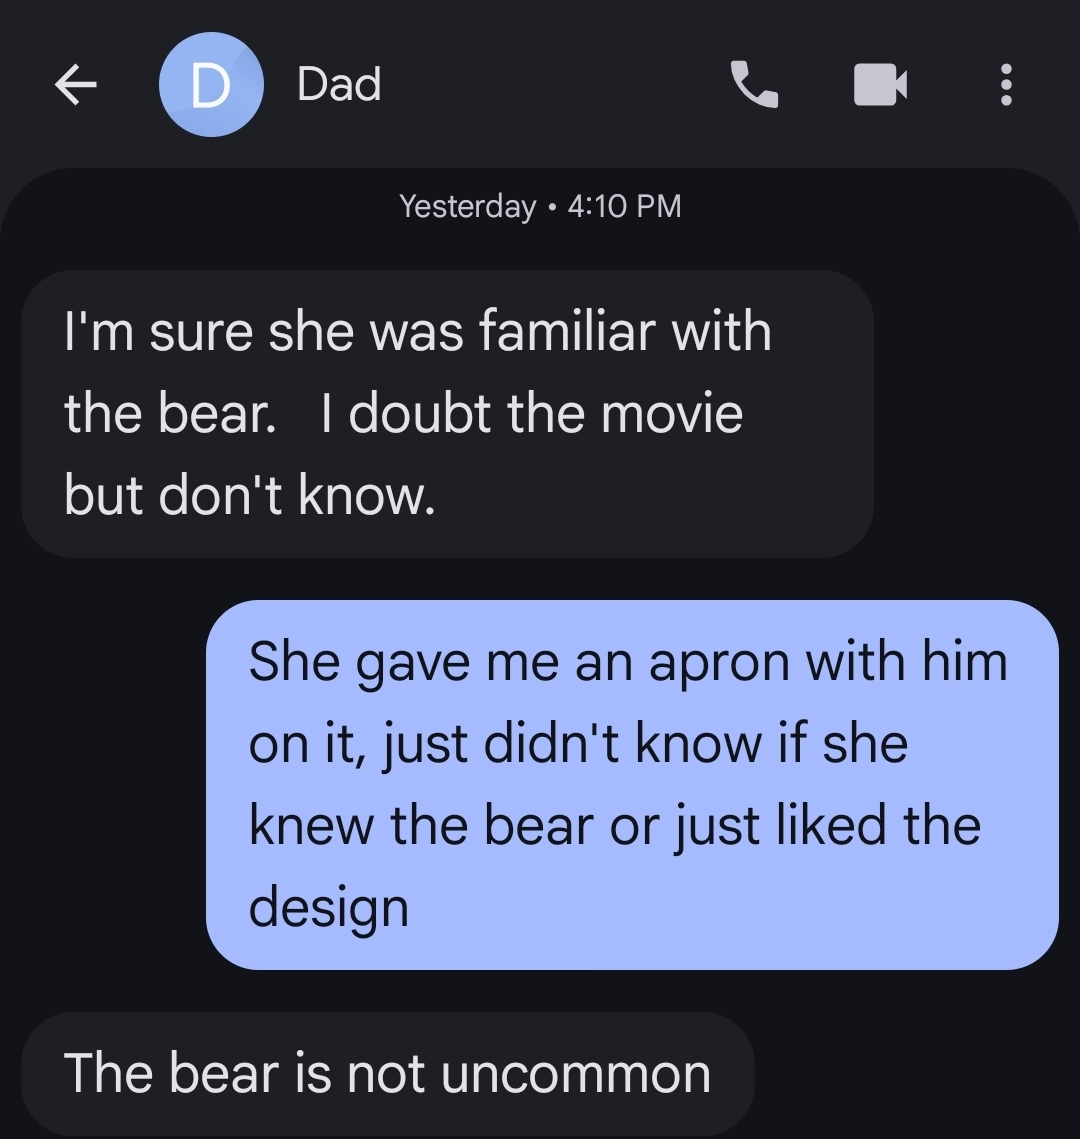 D Dad
Yesterday • 4:10 PM
I'm sure she was familiar with
the bear.   I doubt the movie
but don't know.
She gave me an apron with him
on it, just didn't know if she
knew the bear or just liked the
design
The bear is not uncommon